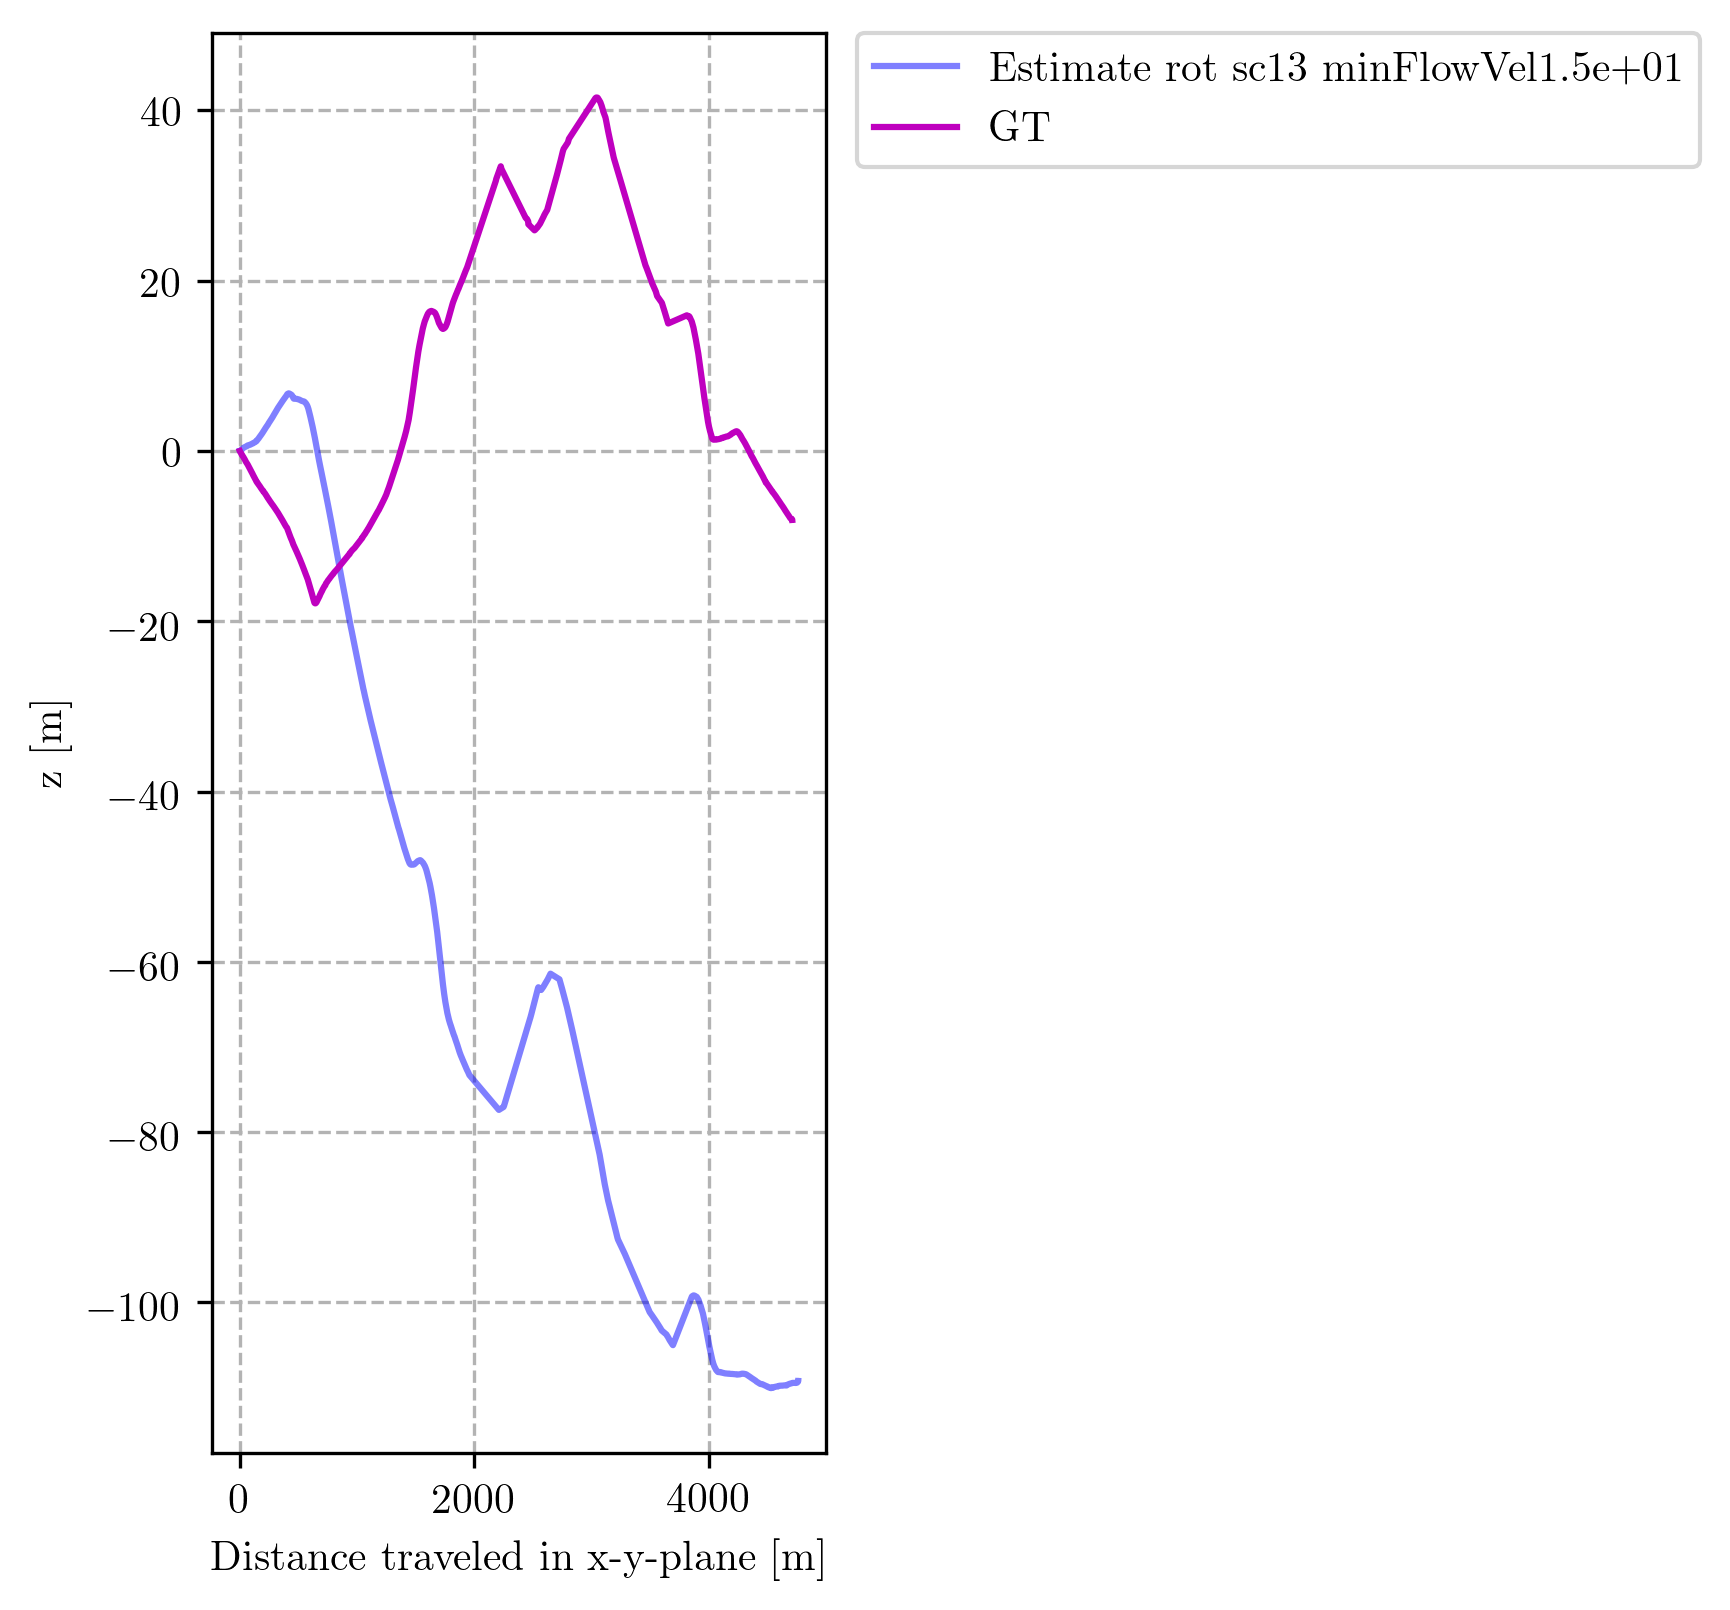 Estimate rot sc13 minFlowVel1.5e+01
GT
40
20
0
−20
−40
−60
−80
−100
z [m]
0 2000 4000
Distance traveled in x-y-plane [m]